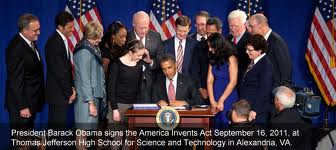 President Barack Obama signs the America Invents Act September 16, 2011, at
Thomas Jefferson High School for Science and Technology in Alexandria, VA.